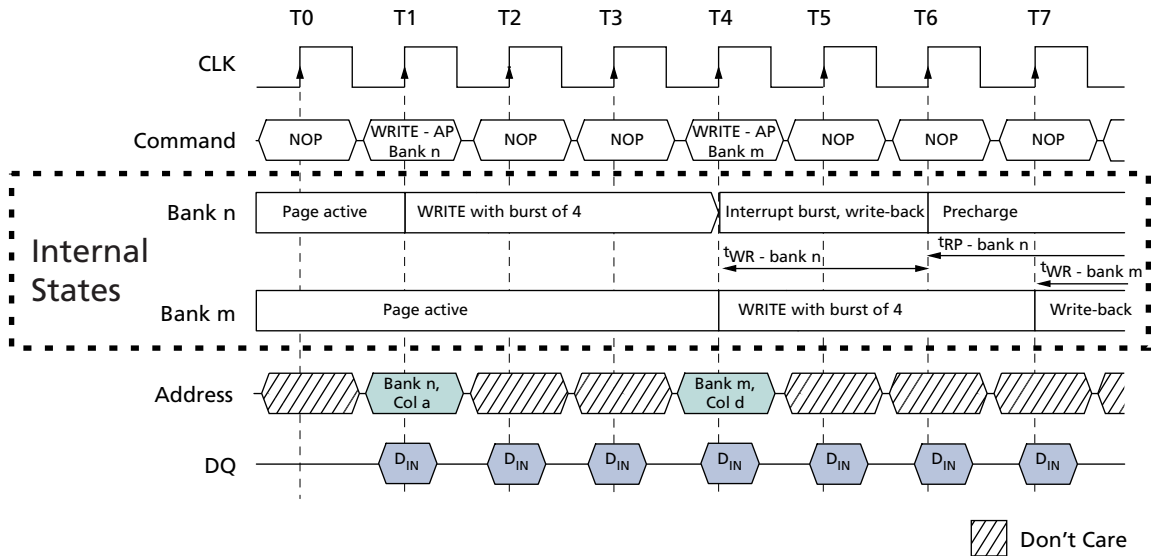 T0 T1 T2 T3 T4 T5 T6 T7
CLK
Command NOP WRITE - AP Bank n NOP NOP WRITE - AP Bank m NOP NOP NOP
Bank n Page active WRITE with burst of 4 Interrupt burst, write-back Precharge
Internal States
tWR - bank n tRP - bank n
tWR - bank m
Bank m Page active WRITE with burst of 4 Write-back
Address Bank n, Col a Bank m, Col d
DQ DIN DIN DIN DIN DIN DIN DIN
Don't Care